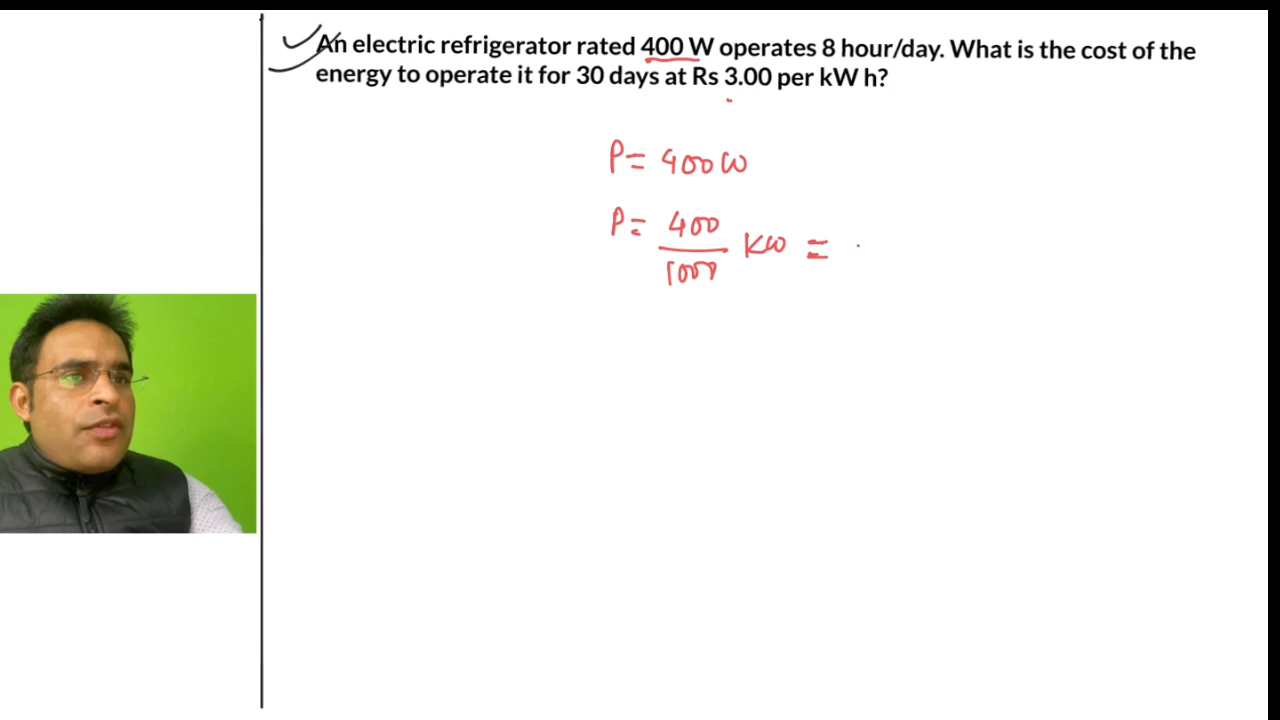 An electric refrigerator rated 400 W operates 8 hour/day. What is the cost of the
energy to operate it for 30 days at Rs 3.00 per kW h?
P = 400 W
P = 400/1000 kW =